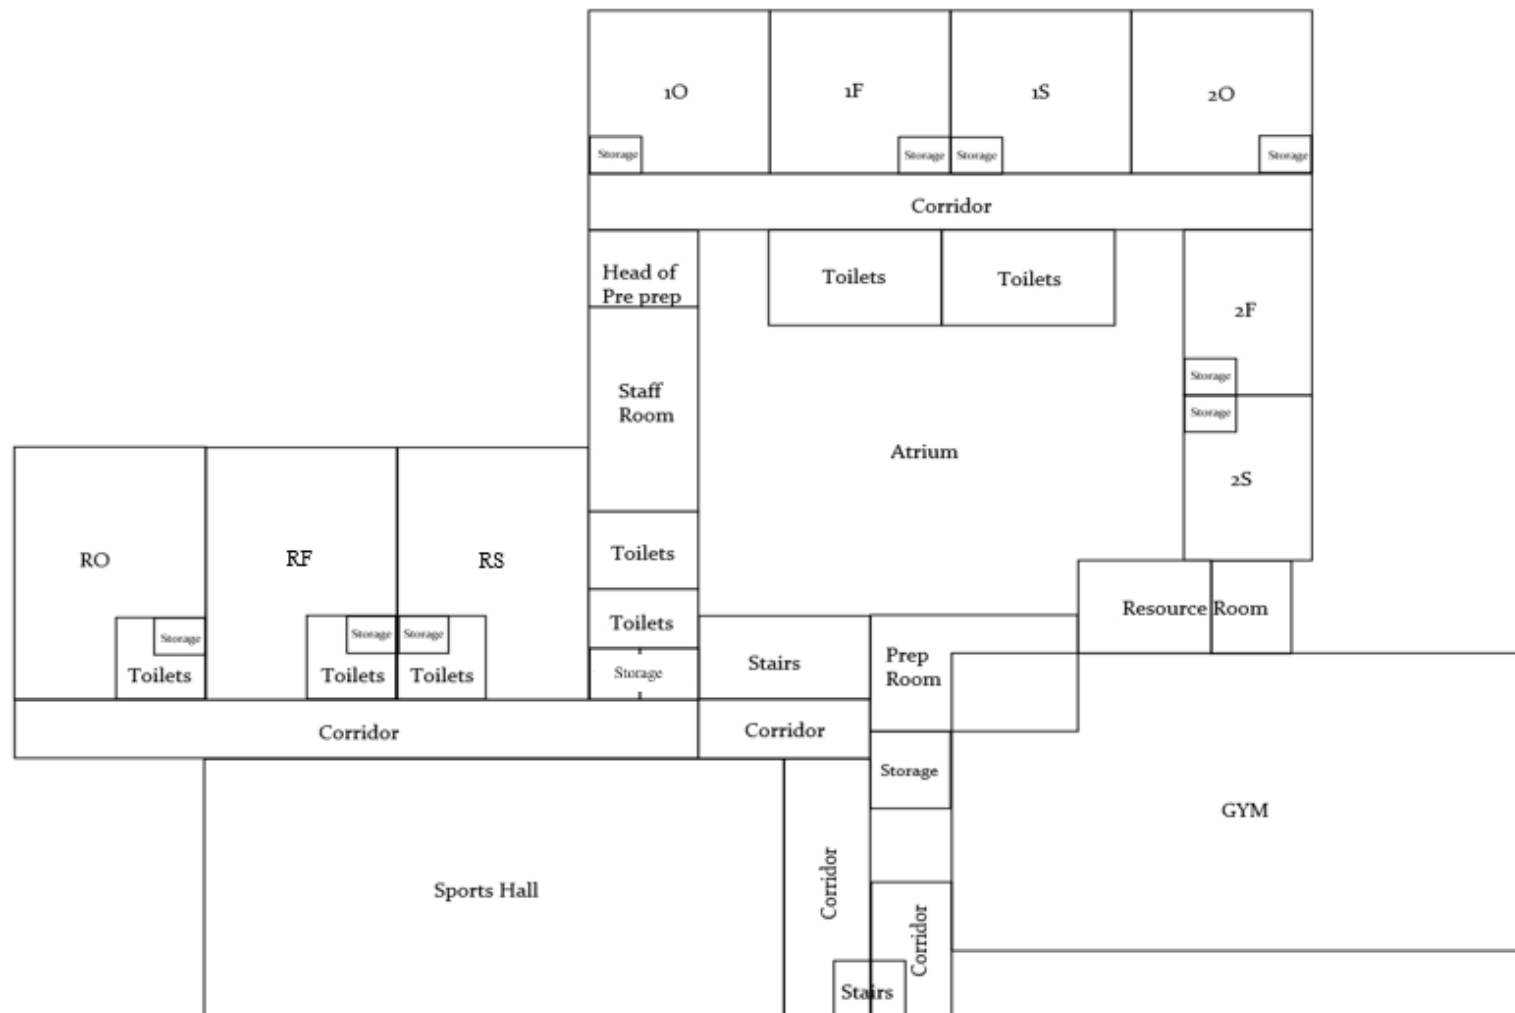 1O
1F
1S
2O
Storage
Storage
Storage
Storage
Corridor
Head of
Pre prep
Toilets
Toilets
2F
Storage
Storage
Staff
Room
Atrium
2S
RO
RF
RS
Toilets
Toilets
Storage
Storage
Storage
Storage
Toilets
Toilets
Toilets
Stairs
Prep
Room
Resource Room
Corridor
Corridor
Storage
GYM
Sports Hall
Corridor
Corridor
Stairs